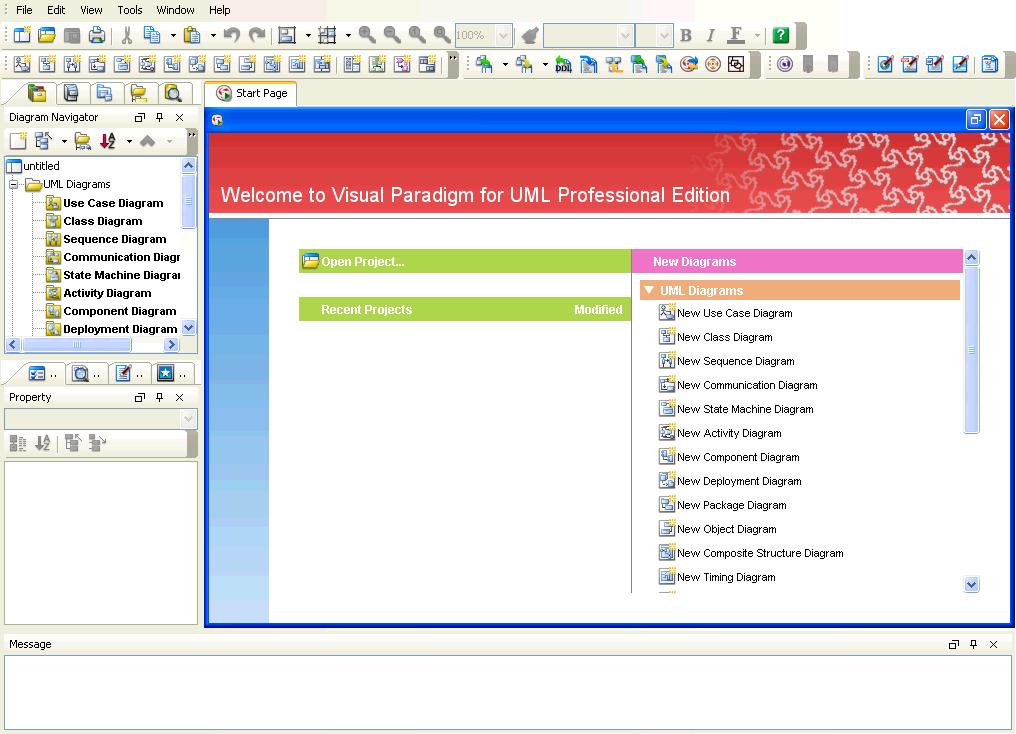 File Edit View Tools Window Help
100%
B I F ?
DDL
Start Page
Diagram Navigator
untitled
UML Diagrams
Use Case Diagram
Class Diagram
Sequence Diagram
Communication Diagr
State Machine Diagrar
Activity Diagram
Component Diagram
Deployment Diagram
Property
Welcome to Visual Paradigm for UML Professional Edition
Open Project...
Recent Projects Modified
New Diagrams
UML Diagrams
New Use Case Diagram
New Class Diagram
New Sequence Diagram
New Communication Diagram
New State Machine Diagram
New Activity Diagram
New Component Diagram
New Deployment Diagram
New Package Diagram
New Object Diagram
New Composite Structure Diagram
New Timing Diagram
Message